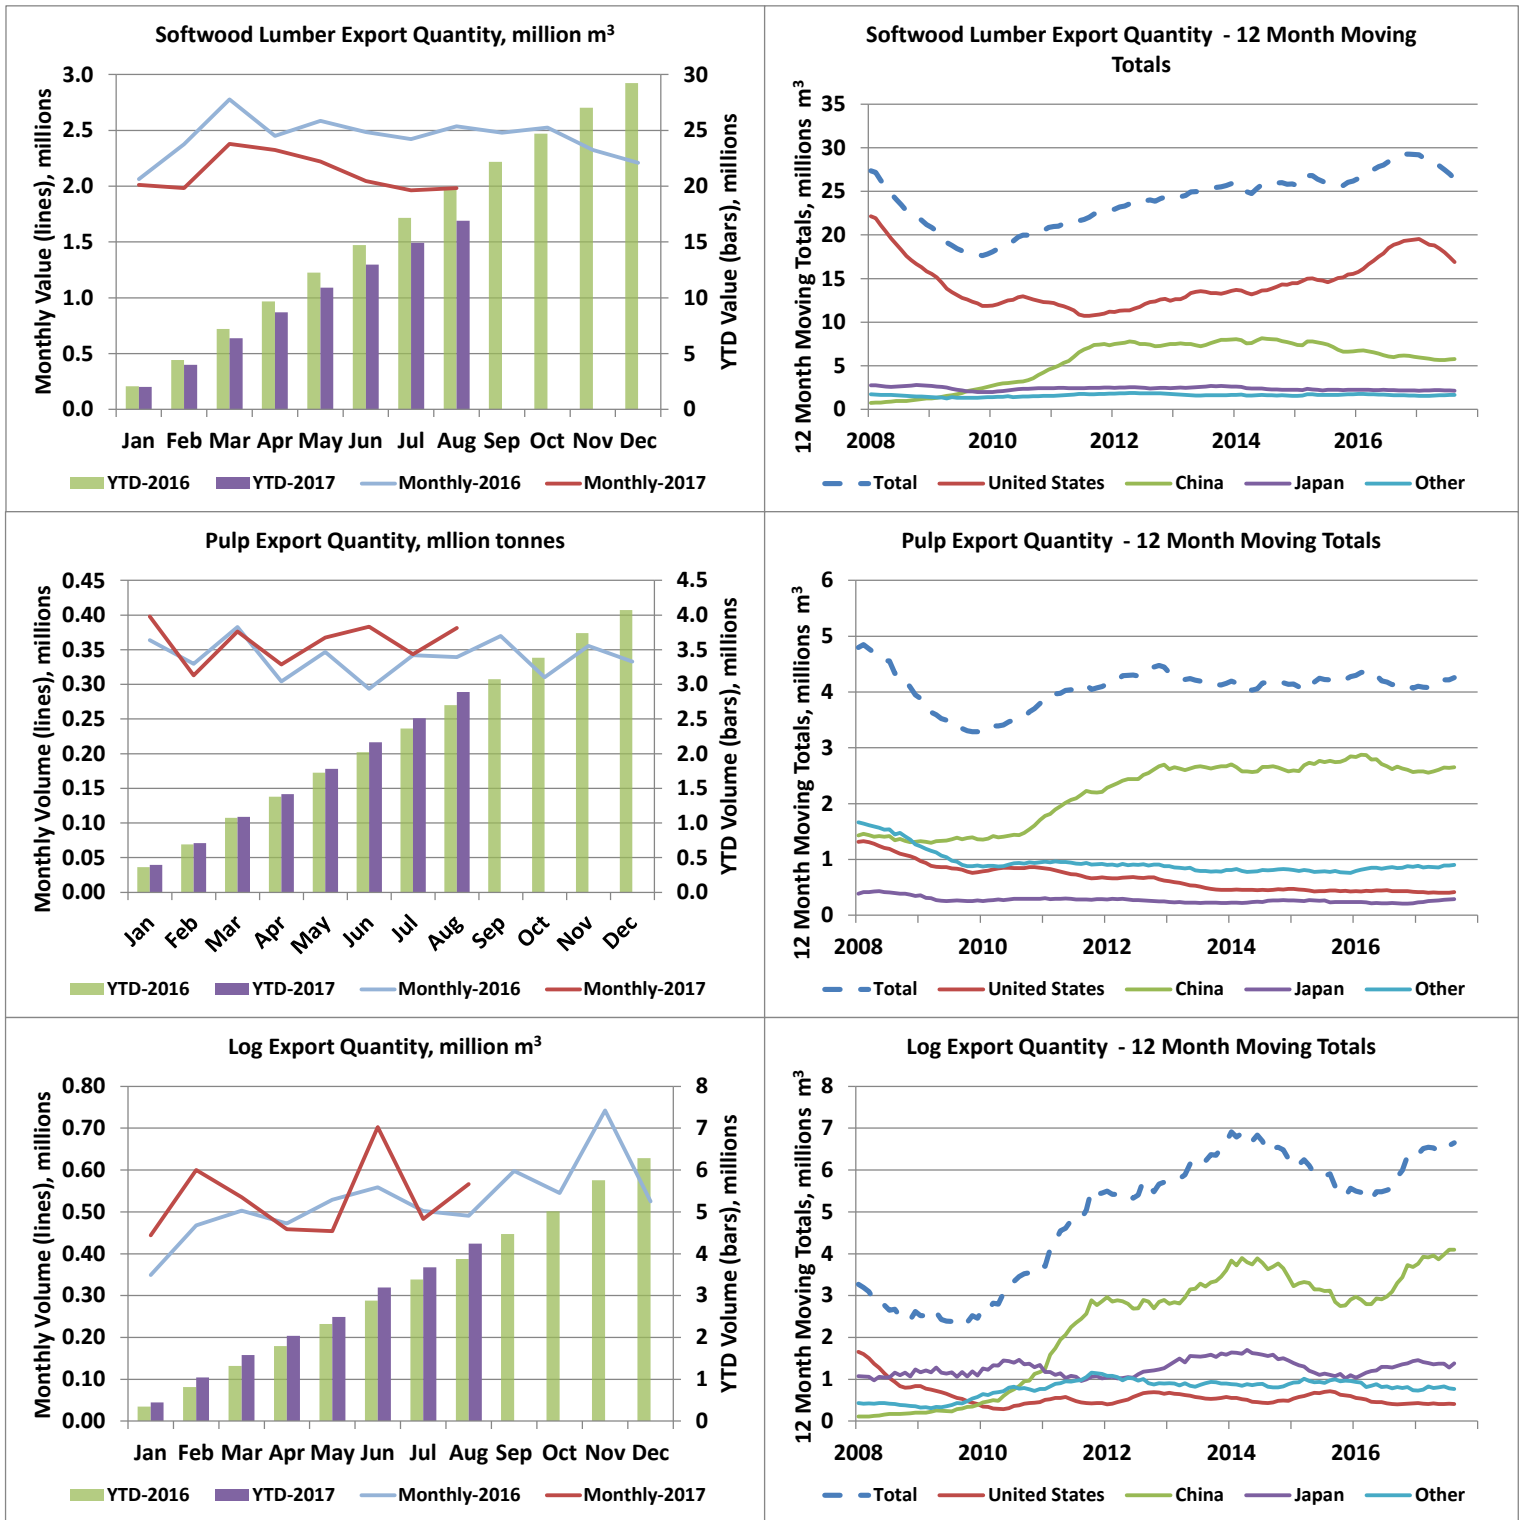 Softwood Lumber Export Quantity, million m³
Monthly Value (lines), millions
YTD Value (bars), millions
3.0
2.5
2.0
1.5
1.0
0.5
0.0
30
25
20
15
10
5
0
Jan Feb Mar Apr May Jun Jul Aug Sep Oct Nov Dec
YTD-2016 YTD-2017 Monthly-2016 Monthly-2017
Softwood Lumber Export Quantity - 12 Month Moving
Totals
12 Month Moving Totals, millions m³
35
30
25
20
15
10
5
0
2008 2010 2012 2014 2016
Total United States China Japan Other
Pulp Export Quantity, mllion tonnes
Monthly Volume (lines), millions
YTD Volume (bars), millions
0.45
0.40
0.35
0.30
0.25
0.20
0.15
0.10
0.05
0.00
4.5
4.0
3.5
3.0
2.5
2.0
1.5
1.0
0.5
0.0
Jan Feb Mar Apr May Jun Jul Aug Sep Oct Nov Dec
YTD-2016 YTD-2017 Monthly-2016 Monthly-2017
Pulp Export Quantity - 12 Month Moving Totals
12 Month Moving Totals, millions m³
6
5
4
3
2
1
0
2008 2010 2012 2014 2016
Total United States China Japan Other
Log Export Quantity, million m³
Monthly Volume (lines), millions
YTD Volume (bars), millions
0.80
0.70
0.60
0.50
0.40
0.30
0.20
0.10
0.00
8
7
6
5
4
3
2
1
0
Jan Feb Mar Apr May Jun Jul Aug Sep Oct Nov Dec
YTD-2016 YTD-2017 Monthly-2016 Monthly-2017
Log Export Quantity - 12 Month Moving Totals
12 Month Moving Totals, millions m³
8
7
6
5
4
3
2
1
0
2008 2010 2012 2014 2016
Total United States China Japan Other